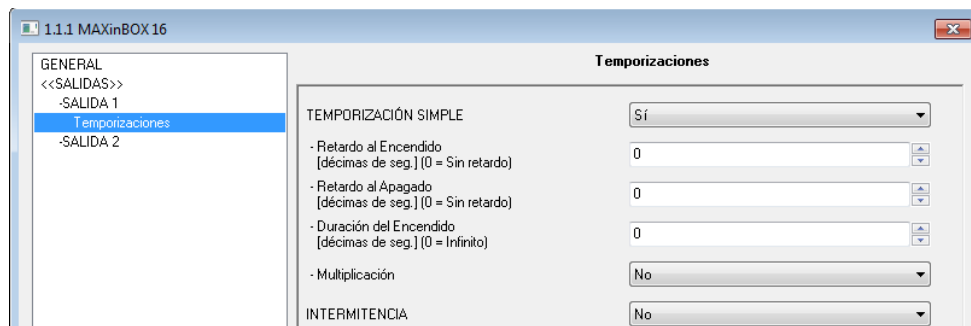 1.1.1 MAXinBOX 16
GENERAL
<<SALIDAS>>
-SALIDA 1
Temporizaciones
-SALIDA 2
Temporizaciones
TEMPORIZACIÓN SIMPLE
Sí
- Retardo al Encendido
[décimas de seg.] (0 = Sin retardo)
0
- Retardo al Apagado
[décimas de seg.] (0 = Sin retardo)
0
- Duración del Encendido
[décimas de seg.] (0 = Infinito)
0
- Multiplicación
No
INTERMITENCIA
No